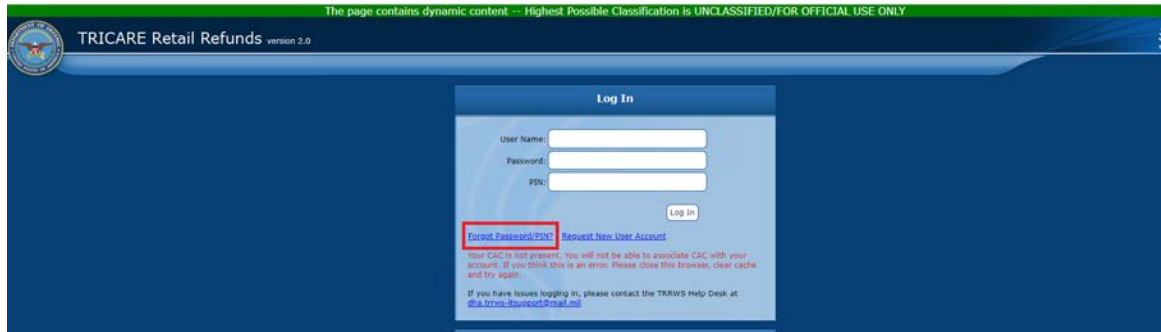 The page contains dynamic content -- Highest Possible Classification is UNCLASSIFIED/FOR OFFICIAL USE ONLY
TRICARE Retail Refunds version 2.0
Log In
User Name:
Password:
PIN:
Log In
Forgot Password/PIN? Request New User Account
Your CAC is not present. You will not be able to associate CAC with your
account. If you think this is an error. Please close this browser, clear cache
and try again.
If you have issues logging in, please contact the TRRWS Help Desk at
dha.trrws-itsupport@mail.mil